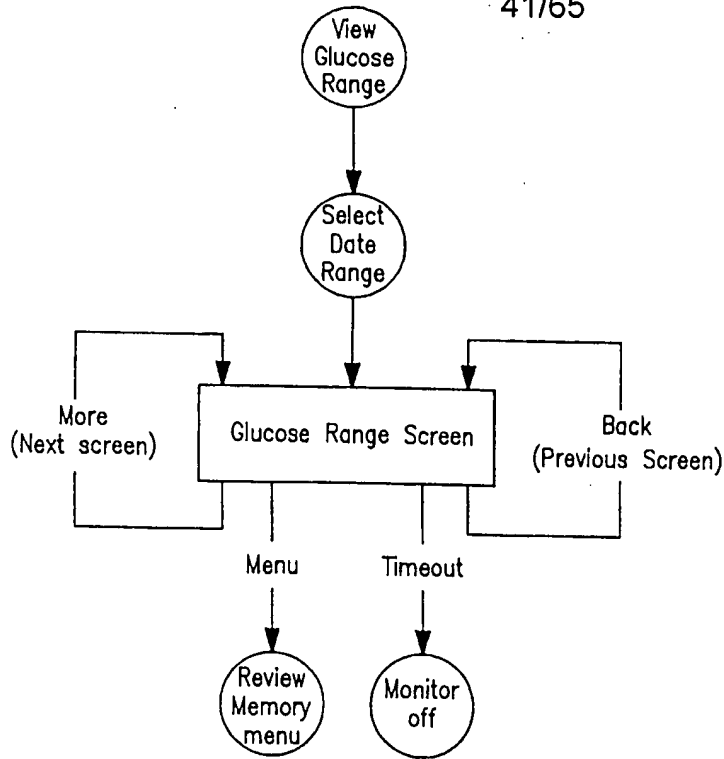 41/65
View
Glucose
Range
Select
Date
Range
More
(Next screen)
Glucose Range Screen
Back
(Previous Screen)
Menu
Timeout
Review
Memory
menu
Monitor
off